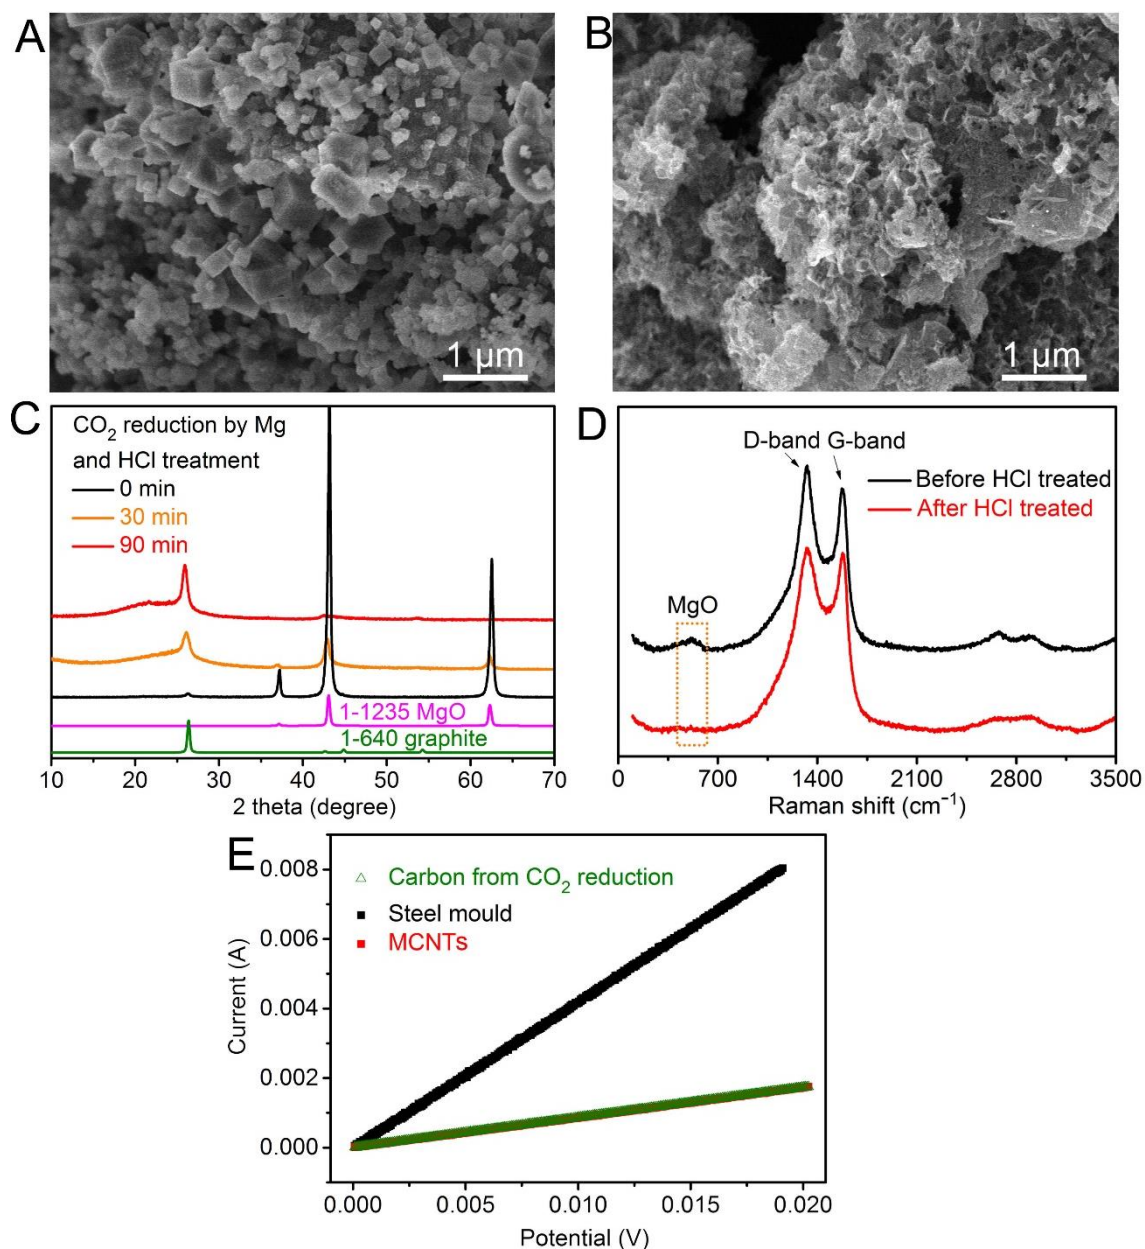 A
1 μm
B
1 μm
C
CO₂ reduction by Mg
and HCl treatment
0 min
30 min
90 min
1-1235 MgO
1-640 graphite
10 20 30 40 50 60 70
2 theta (degree)
D
D-band G-band
Before HCl treated
After HCl treated
MgO
0 700 1400 2100 2800 3500
Raman shift (cm⁻¹)
E
Carbon from CO₂ reduction
Steel mould
MCNTs
0.008
0.006
0.004
0.002
0.000
Current (A)
0.000 0.005 0.010 0.015 0.020
Potential (V)